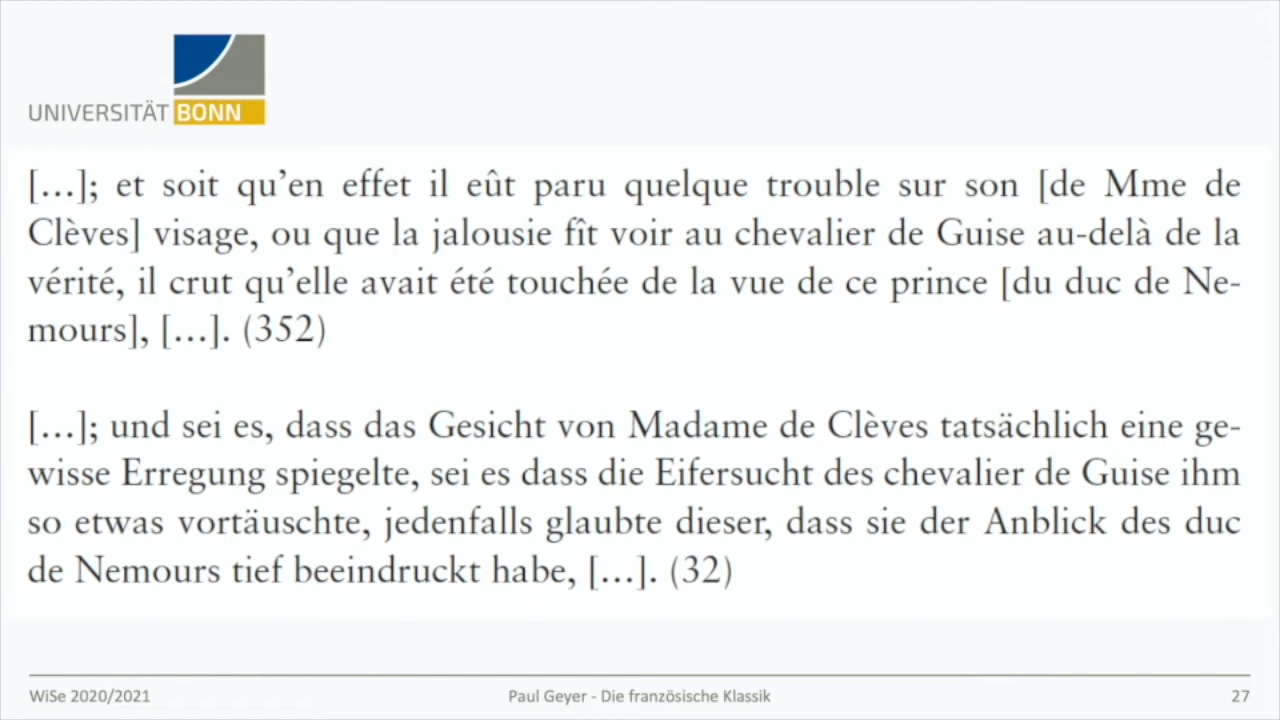 UNIVERSITÄT BONN
[…]; et soit qu’en effet il eût paru quelque trouble sur son [de Mme de
Clèves] visage, ou que la jalousie fît voir au chevalier de Guise au-delà de la
vérité, il crut qu’elle avait été touchée de la vue de ce prince [du duc de Ne-
mours], […]. (352)
[…]; und sei es, dass das Gesicht von Madame de Clèves tatsächlich eine ge-
wisse Erregung spiegelte, sei es dass die Eifersucht des chevalier de Guise ihm
so etwas vortäuschte, jedenfalls glaubte dieser, dass sie der Anblick des duc
de Nemours tief beeindruckt habe, […]. (32)
WiSe 2020/2021 Paul Geyer - Die französische Klassik 27